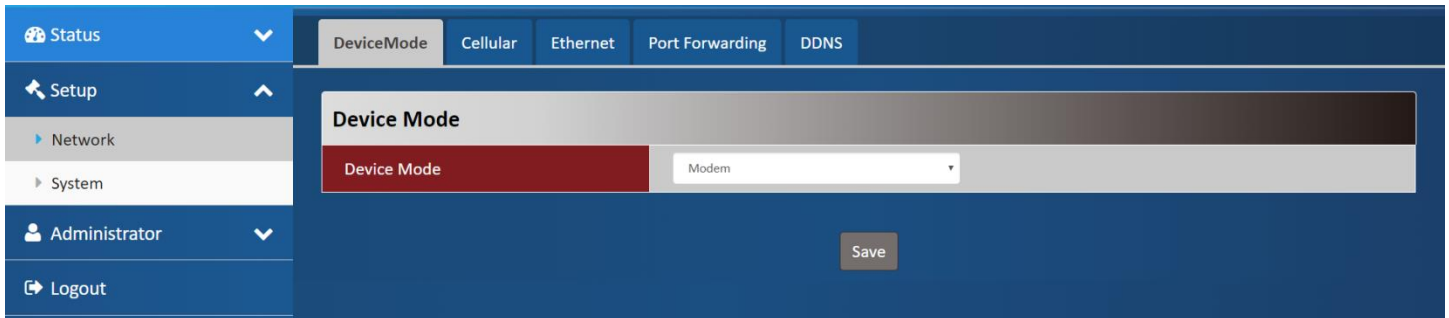 Status
Setup
Network
System
Administrator
Logout
DeviceMode Cellular Ethernet Port Forwarding DDNS
Device Mode
Device Mode Modem
Save